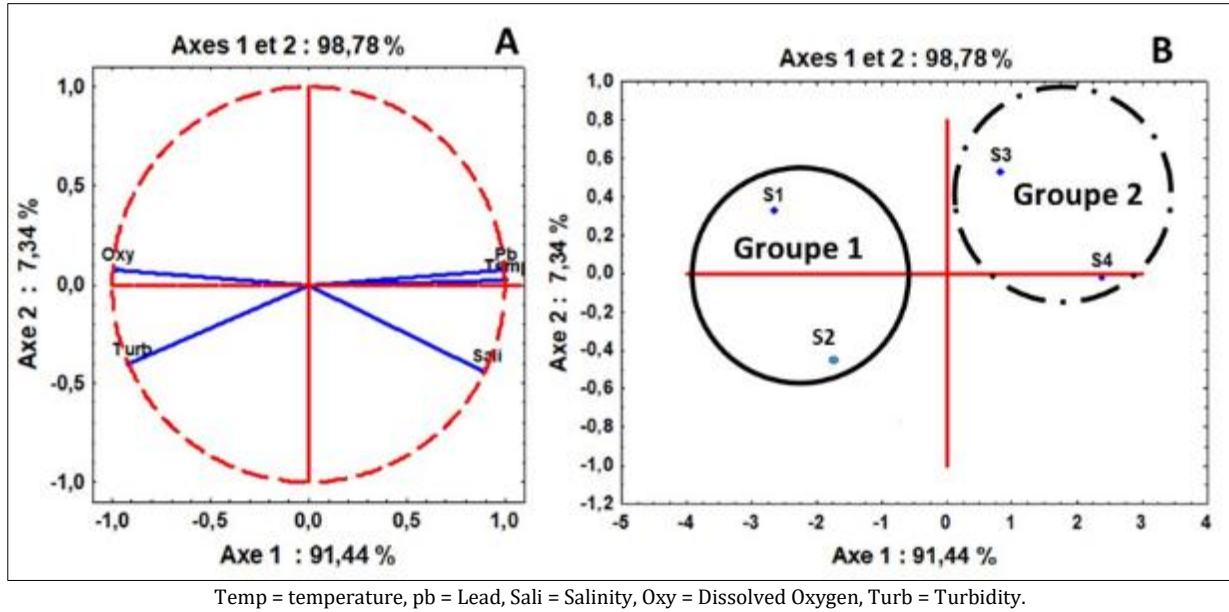 Axes 1 et 2 : 98,78 %
A
1,0
0,5
0,0
-0,5
-1,0
Axe 2 : 7,34 %
Oxy
Pb
Temp
Turb
Sali
-1,0 -0,5 0,0 0,5 1,0
Axe 1 : 91,44 %
Axes 1 et 2 : 98,78 %
B
1,0
0,8
0,6
0,4
0,2
0,0
-0,2
-0,4
-0,6
-0,8
-1,0
-1,2
Axe 2 : 7,34 %
S1
Groupe 1
S2
S3
Groupe 2
S4
-5 -4 -3 -2 -1 0 1 2 3 4
Axe 1 : 91,44 %
Temp = temperature, pb = Lead, Sali = Salinity, Oxy = Dissolved Oxygen, Turb = Turbidity.